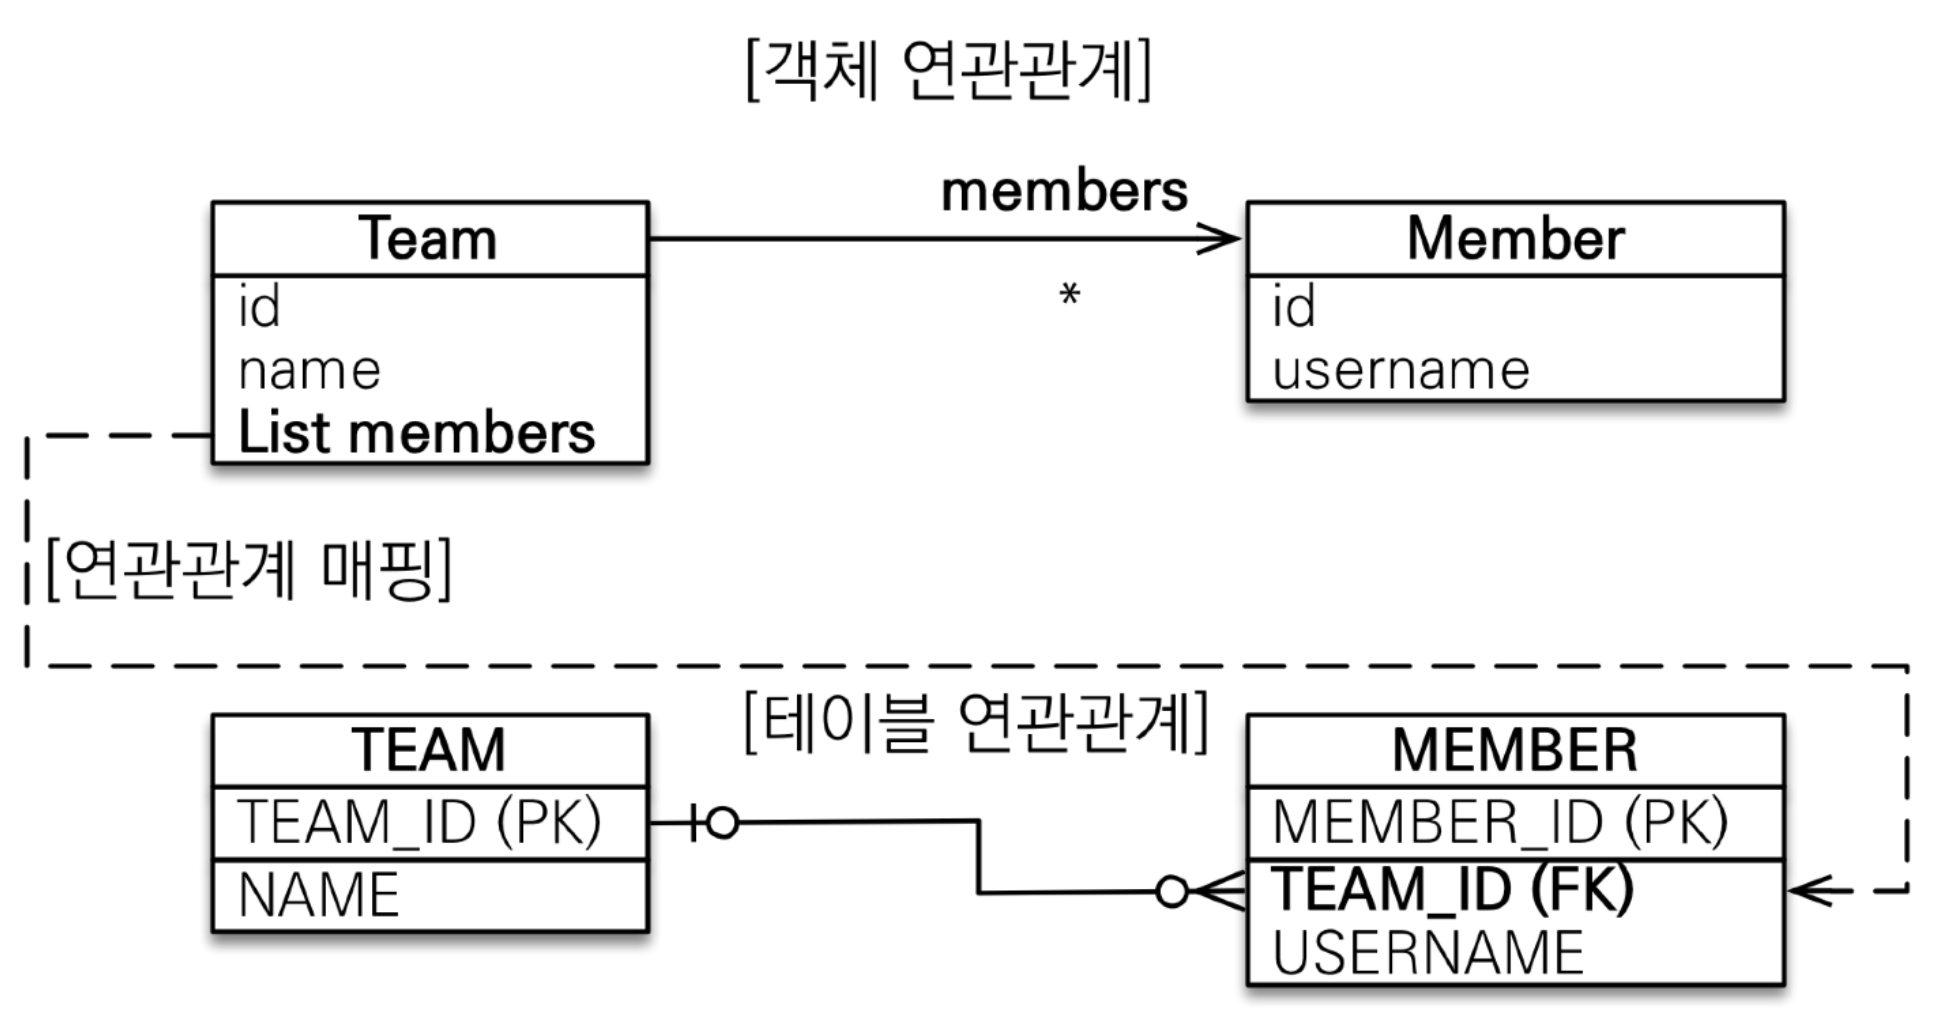 [객체 연관관계]
members
Team
id
name
List members
*
Member
id
username
[연관관계 매핑]
[테이블 연관관계]
TEAM
TEAM_ID (PK)
NAME
MEMBER
MEMBER_ID (PK)
TEAM_ID (FK)
USERNAME